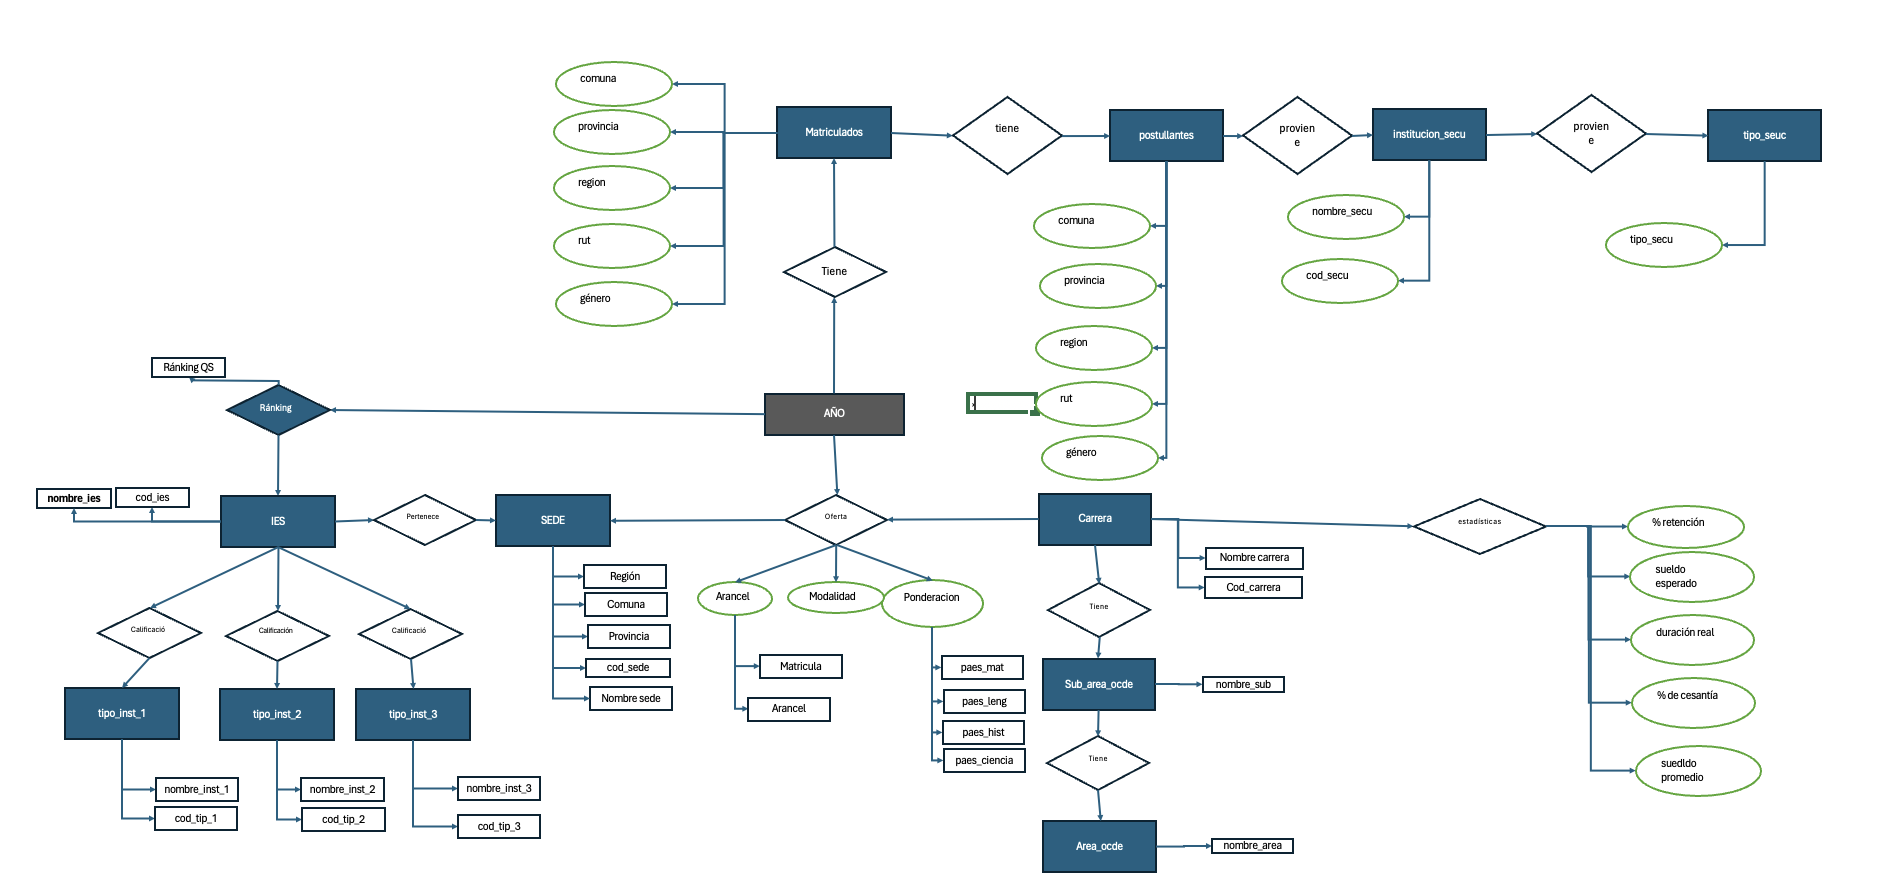 comuna
provincia
region
rut
género
Matriculados
tiene
postullantes
provien
e
institucion_secu
provien
e
tipo_seuc
comuna
provincia
region
rut
género
nombre_secu
cod_secu
tipo_secu
Tiene
Ránking QS
Ránking
AÑO
nombre_ies
cod_ies
IES
Pertenece
SEDE
Oferta
Carrera
estadísticas
% retención
sueldo
esperado
duración real
% de cesantía
suedldo
promedio
Nombre carrera
Cod_carrera
Región
Comuna
Provincia
cod_sede
Nombre sede
Arancel
Modalidad
Ponderacion
Matricula
Arancel
paes_mat
paes_leng
paes_hist
paes_ciencia
Tiene
Sub_area_ocde
nombre_sub
Tiene
Area_ocde
nombre_area
Calificació
Calificación
Calificació
tipo_inst_1
tipo_inst_2
tipo_inst_3
nombre_inst_1
cod_tip_1
nombre_inst_2
cod_tip_2
nombre_inst_3
cod_tip_3